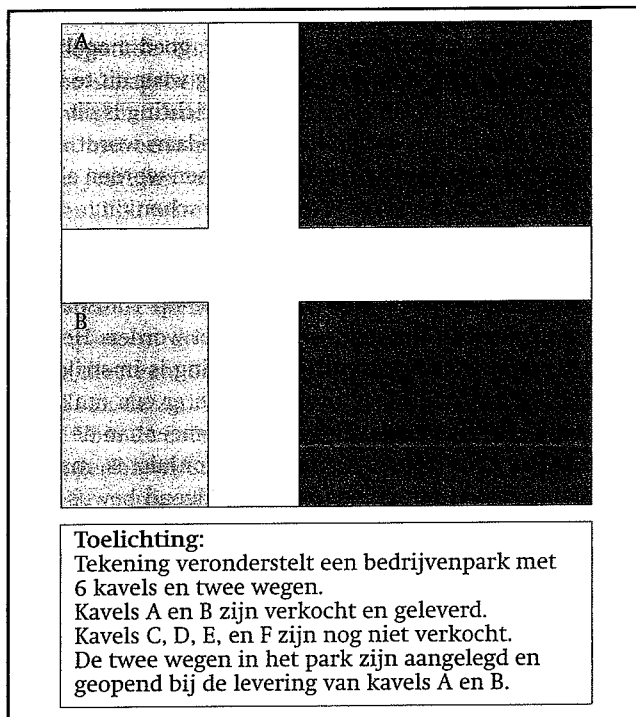 A
B
Toelichting:
Tekening veronderstelt een bedrijvenpark met
6 kavels en twee wegen.
Kavels A en B zijn verkocht en geleverd.
Kavels C, D, E, en F zijn nog niet verkocht.
De twee wegen in het park zijn aangelegd en
geopend bij de levering van kavels A en B.